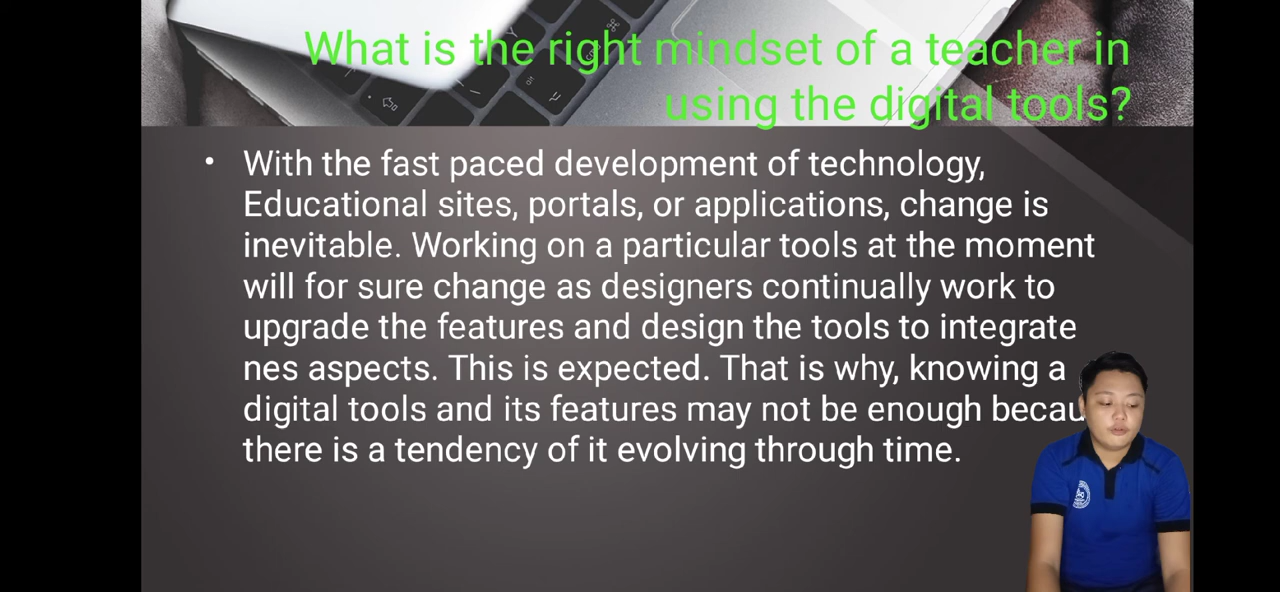 What is the right mindset of a teacher in
using the digital tools?
• With the fast paced development of technology,
Educational sites, portals, or applications, change is
inevitable. Working on a particular tools at the moment
will for sure change as designers continually work to
upgrade the features and design the tools to integrate
nes aspects. This is expected. That is why, knowing a
digital tools and its features may not be enough becau
there is a tendency of it evolving through time.